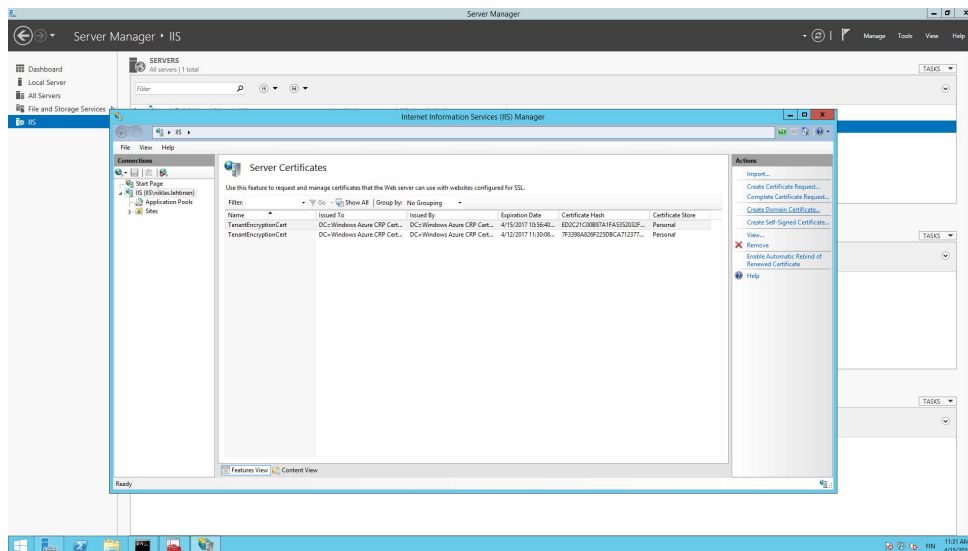 Server Manager
Server Manager • IIS
Manage Tools View Help
Dashboard
Local Server
All Servers
File and Storage Services
IIS
SERVERS
All servers | 1 total
TASKS
Filter
Internet Information Services (IIS) Manager
IIS
File View Help
Connections
Start Page
IIS (IIS\niklas.lehtinen)
Application Pools
Sites
Server Certificates
Use this feature to request and manage certificates that the Web server can use with websites configured for SSL.
Filter: Go Show All Group by: No Grouping
Name Issued To Issued By Expiration Date Certificate Hash Certificate Store
TenantEncryptionCert DC=Windows Azure CRP Cert... DC=Windows Azure CRP Cert... 4/15/2017 10:56:40... Personal
TenantEncryptionCert DC=Windows Azure CRP Cert... DC=Windows Azure CRP Cert... 4/12/2017 11:30:06... Personal
Actions
Import...
Create Certificate Request...
Complete Certificate Request...
Create Domain Certificate...
Create Self-Signed Certificate...
View...
Remove
Enable Automatic Rebind of
Renewed Certificate
Help
TASKS
TASKS
Features View Content View
Ready
FIN
11:31 AM